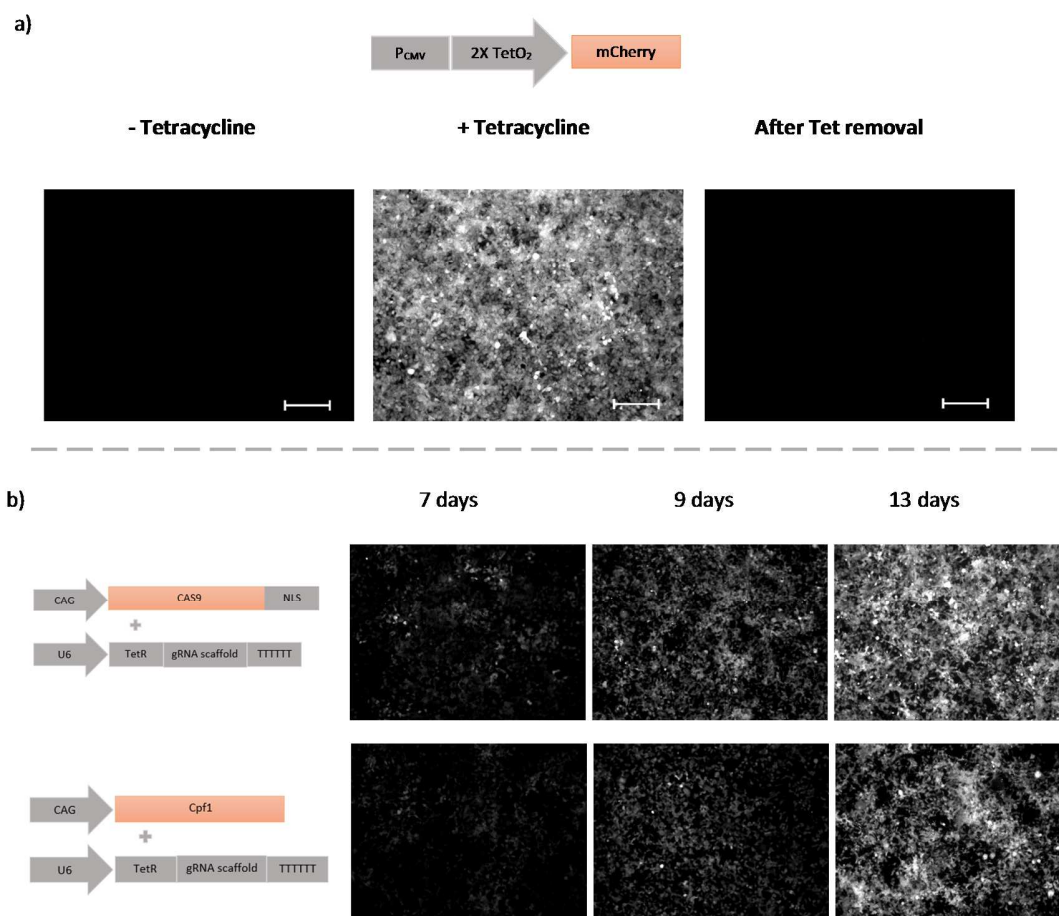 a)
P_CMV 2X TetO₂ mCherry
- Tetracycline + Tetracycline After Tet removal
b)
7 days 9 days 13 days
CAG CAS9 NLS
+
U6 TetR gRNA scaffold TTTTTT
CAG Cpf1
+
U6 TetR gRNA scaffold TTTTTT